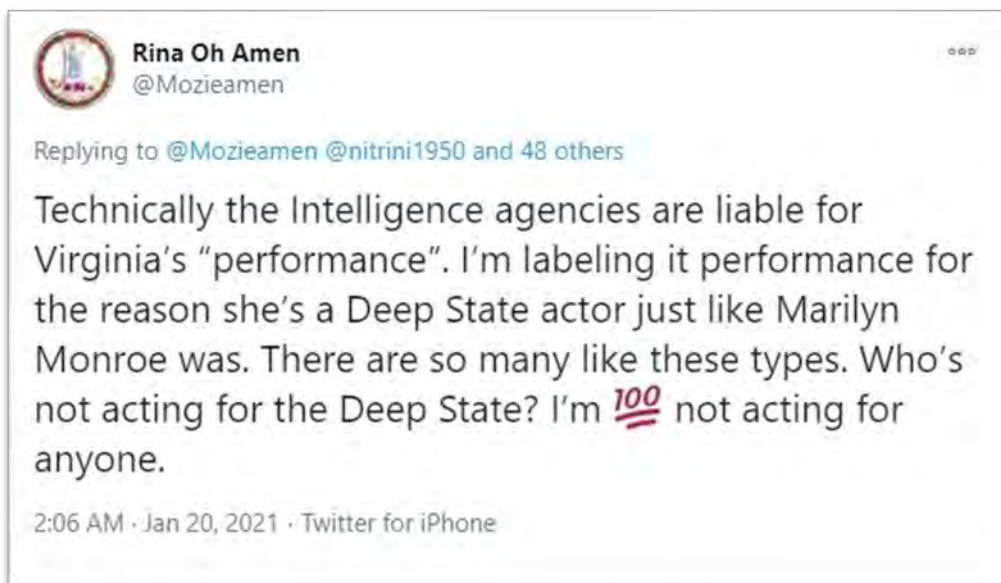 Rina Oh Amen
@Mozieamen
Replying to @Mozieamen @nitrini1950 and 48 others
Technically the Intelligence agencies are liable for
Virginia's "performance". I'm labeling it performance for
the reason she's a Deep State actor just like Marilyn
Monroe was. There are so many like these types. Who's
not acting for the Deep State? I'm 💯 not acting for
anyone.
2:06 AM · Jan 20, 2021 · Twitter for iPhone